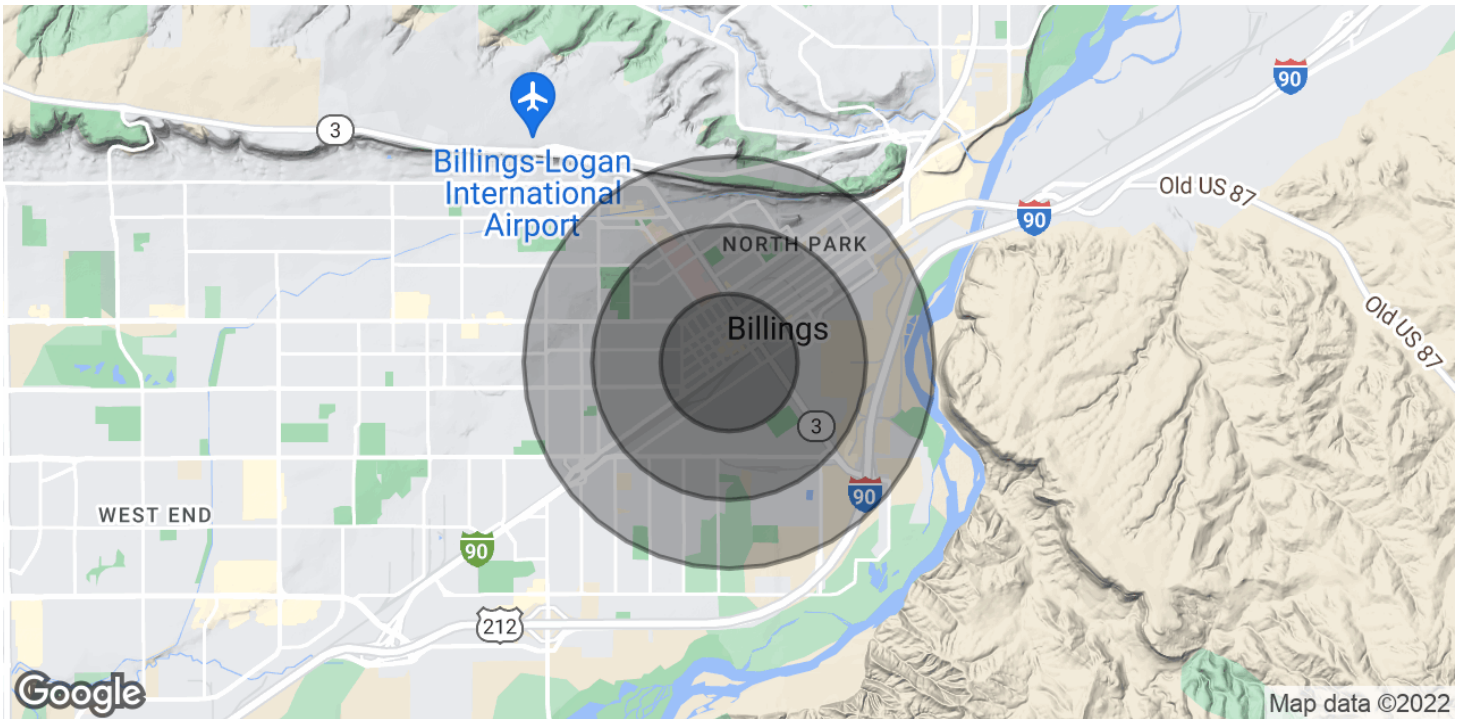 90
3
Billings-Logan
International
Airport
Old US 87
90
NORTH PARK
Old US 87
Billings
3
90
WEST END
90
212
Google
Map data ©2022